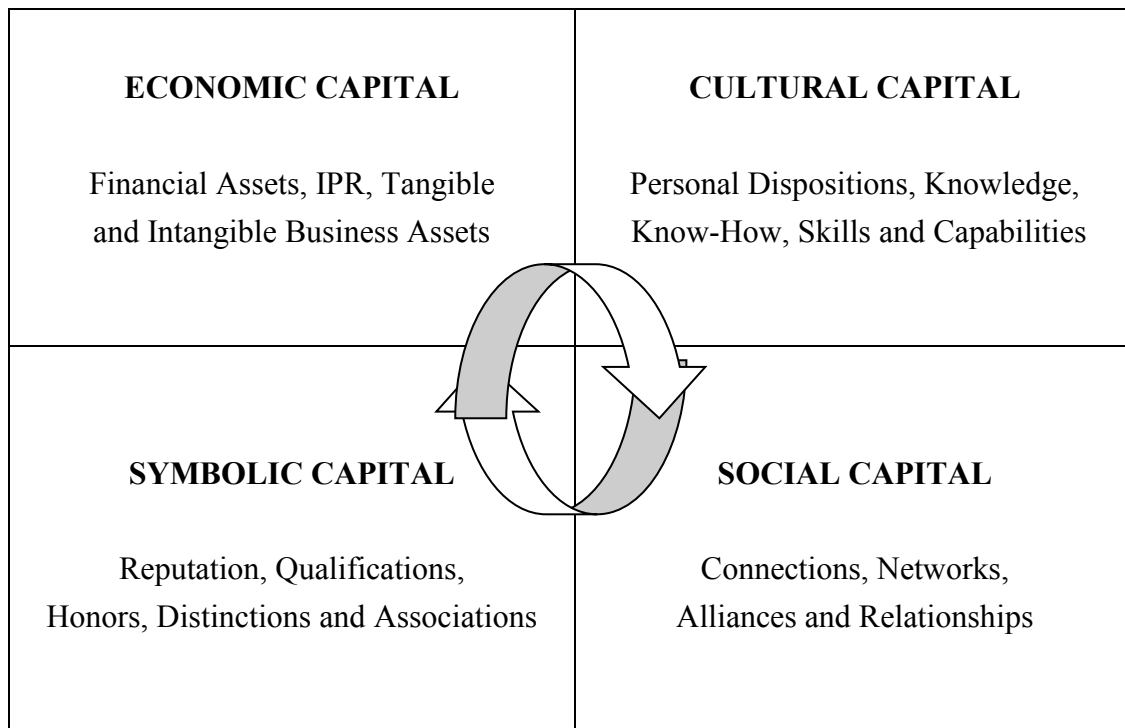 ECONOMIC CAPITAL
Financial Assets, IPR, Tangible
and Intangible Business Assets
CULTURAL CAPITAL
Personal Dispositions, Knowledge,
Know-How, Skills and Capabilities
SYMBOLIC CAPITAL
Reputation, Qualifications,
Honors, Distinctions and Associations
SOCIAL CAPITAL
Connections, Networks,
Alliances and Relationships